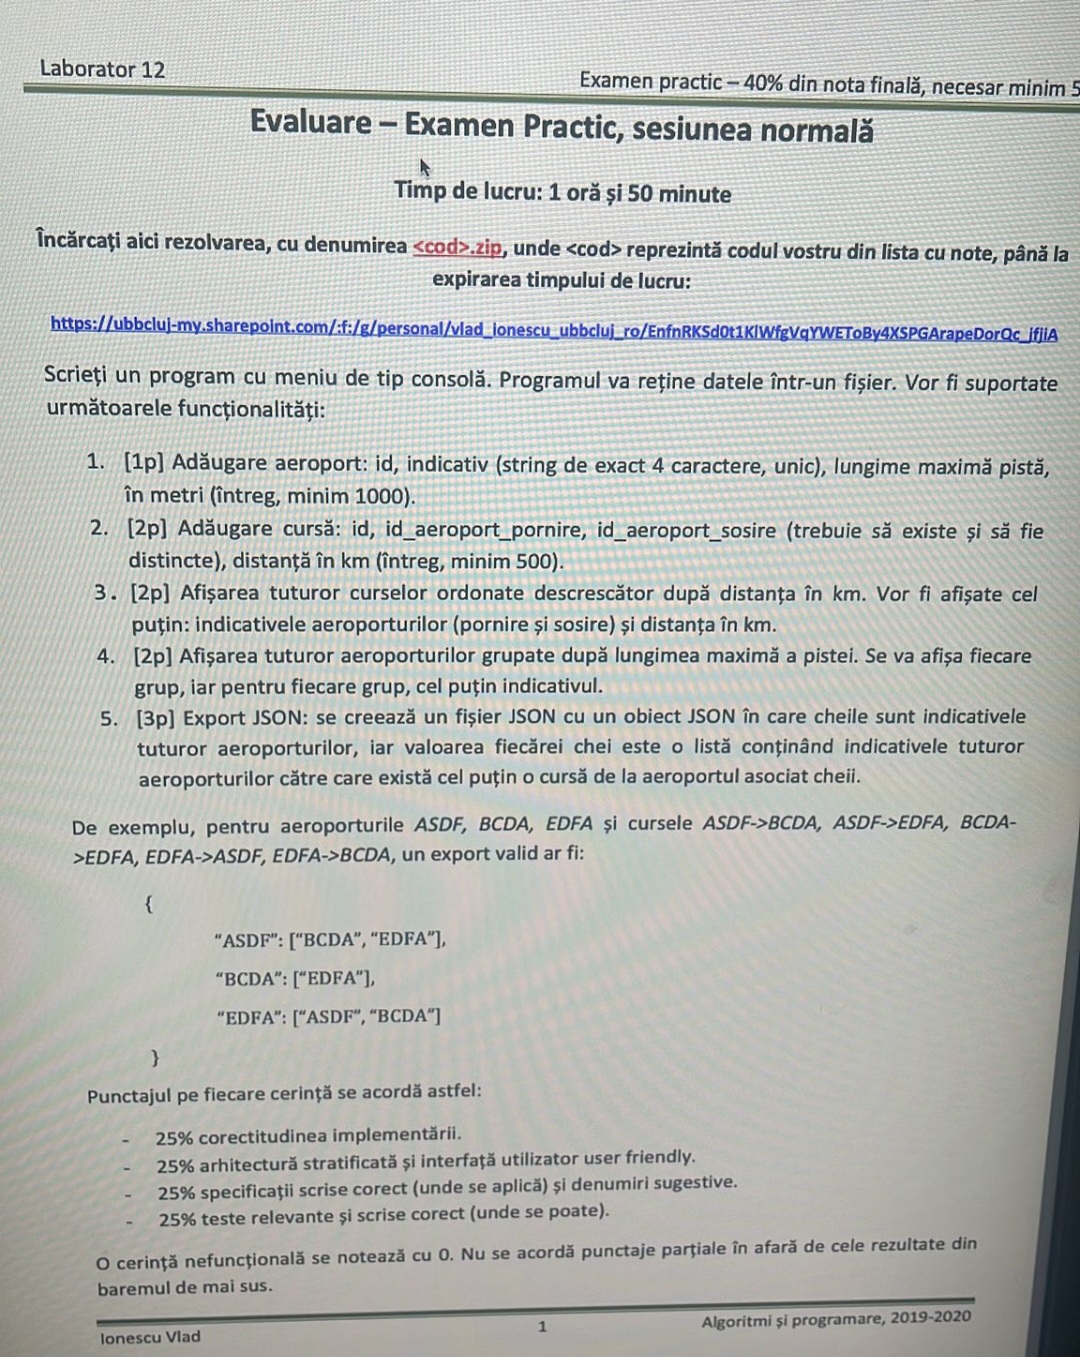 Laborator 12
Examen practic – 40% din nota finală, necesar minim 5
Evaluare – Examen Practic, sesiunea normală
Timp de lucru: 1 oră și 50 minute
Încărcați aici rezolvarea, cu denumirea <cod>.zip, unde <cod> reprezintă codul vostru din lista cu note, până la
expirarea timpului de lucru:
Scrieți un program cu meniu de tip consolă. Programul va reține datele într-un fișier. Vor fi suportate
următoarele funcționalități:
1. [1p] Adăugare aeroport: id, indicativ (string de exact 4 caractere, unic), lungime maximă pistă,
în metri (întreg, minim 1000).
2. [2p] Adăugare cursă: id, id_aeroport_pornire, id_aeroport_sosire (trebuie să existe și să fie
distincte), distanță în km (întreg, minim 500).
3. [2p] Afișarea tuturor curselor ordonate descrescător după distanța în km. Vor fi afișate cel
puțin: indicativele aeroporturilor (pornire și sosire) și distanța în km.
4. [2p] Afișarea tuturor aeroporturilor grupate după lungimea maximă a pistei. Se va afișa fiecare
grup, iar pentru fiecare grup, cel puțin indicativul.
5. [3p] Export JSON: se creează un fișier JSON cu un obiect JSON în care cheile sunt indicativele
tuturor aeroporturilor, iar valoarea fiecărei chei este o listă conținând indicativele tuturor
aeroporturilor către care există cel puțin o cursă de la aeroportul asociat cheii.
De exemplu, pentru aeroporturile ASDF, BCDA, EDFA și cursele ASDF->BCDA, ASDF->EDFA, BCDA-
>EDFA, EDFA->ASDF, EDFA->BCDA, un export valid ar fi:
{
“ASDF”: [“BCDA”, “EDFA”],
“BCDA”: [“EDFA”],
“EDFA”: [“ASDF”, “BCDA”]
}
Punctajul pe fiecare cerință se acordă astfel:
- 25% corectitudinea implementării.
- 25% arhitectură stratificată și interfață utilizator user friendly.
- 25% specificații scrise corect (unde se aplică) și denumiri sugestive.
- 25% teste relevante și scrise corect (unde se poate).
O cerință nefuncțională se notează cu 0. Nu se acordă punctaje parțiale în afară de cele rezultate din
baremul de mai sus.
Ionescu Vlad
1
Algoritmi și programare, 2019-2020